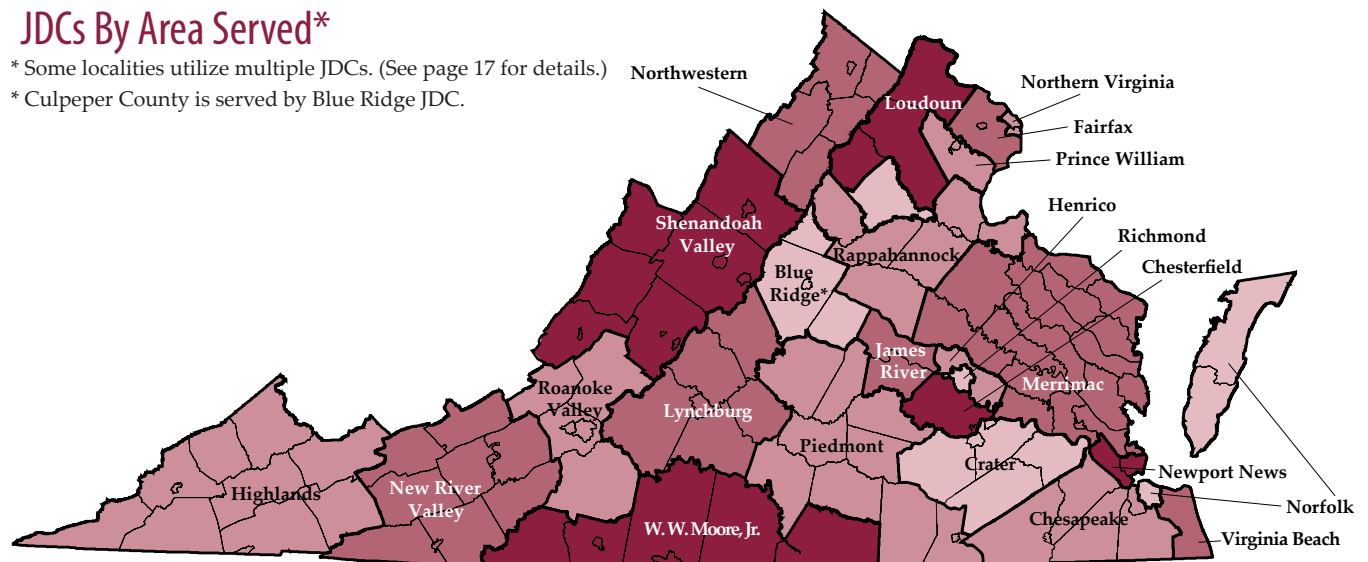 JDCs By Area Served*
* Some localities utilize multiple JDCs. (See page 17 for details.)
* Culpeper County is served by Blue Ridge JDC.
Northwestern
Loudoun
Northern Virginia
Fairfax
Prince William
Henrico
Richmond
Chesterfield
Shenandoah
Valley
Rappahannock
Blue
Ridge*
James
River
Merrimac
Roanoke
Valley
Lynchburg
Piedmont
Crater
Newport News
Highlands
New River
Valley
W. W. Moore, Jr.
Chesapeake
Norfolk
Virginia Beach